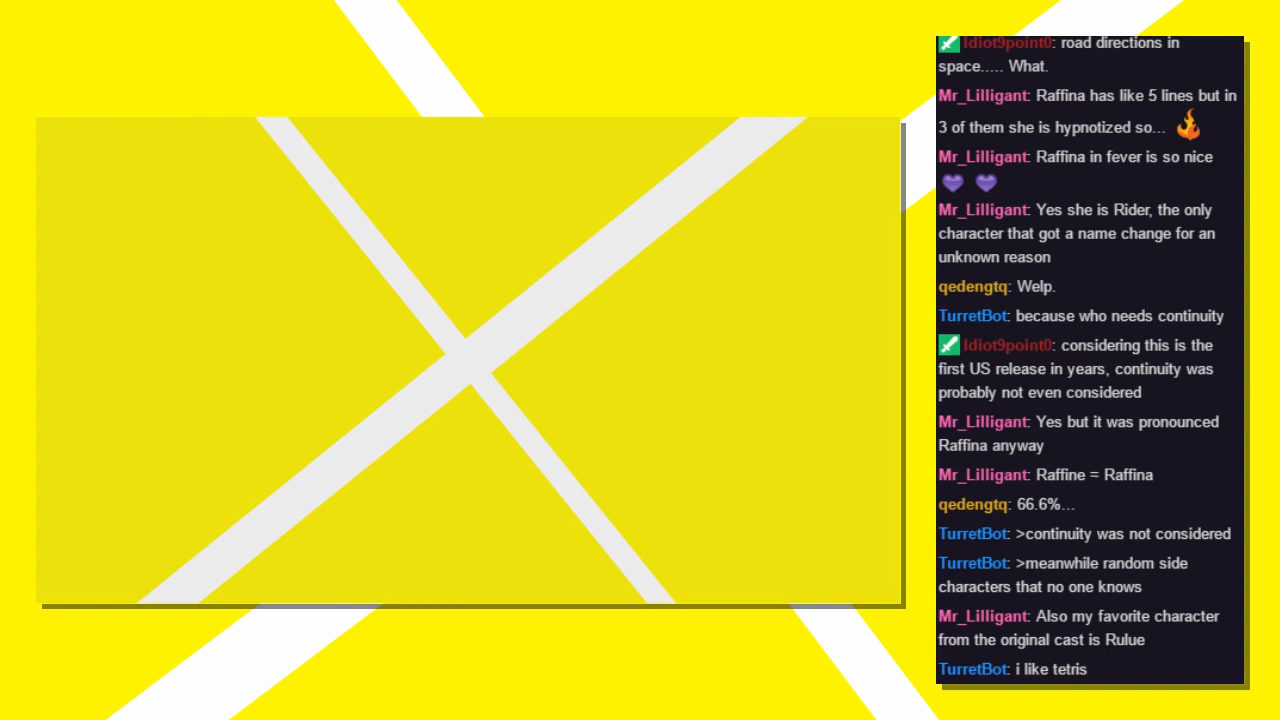 Idiot9point0: road directions in
space..... What.
Mr_Lilligant: Raffina has like 5 lines but in
3 of them she is hypnotized so...
Mr_Lilligant: Raffina in fever is so nice
Mr_Lilligant: Yes she is Rider, the only
character that got a name change for an
unknown reason
qedengtq: Welp.
TurretBot: because who needs continuity
Idiot9point0: considering this is the
first US release in years, continuity was
probably not even considered
Mr_Lilligant: Yes but it was pronounced
Raffina anyway
Mr_Lilligant: Raffine = Raffina
qedengtq: 66.6%...
TurretBot: >continuity was not considered
TurretBot: >meanwhile random side
characters that no one knows
Mr_Lilligant: Also my favorite character
from the original cast is Rulue
TurretBot: i like tetris